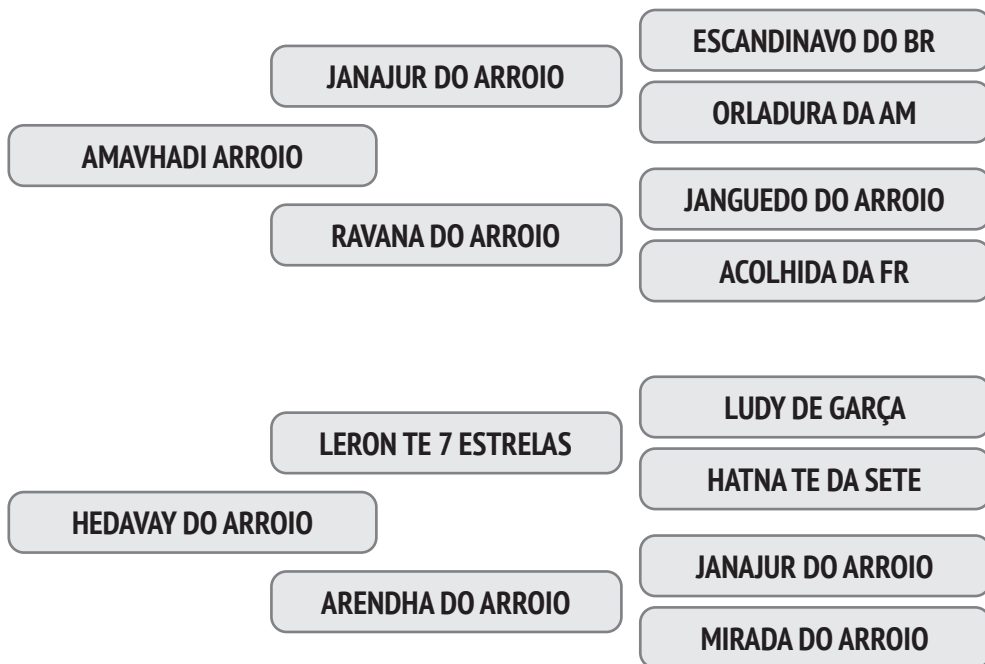 ESCANDINAVO DO BR
JANAJUR DO ARROIO
ORLADURA DA AM
AMAVHADI ARROIO
JANGUEDO DO ARROIO
RAVANA DO ARROIO
ACOLHIDA DA FR
LUDY DE GARÇA
LERON TE 7 ESTRELAS
HATNA TE DA SETE
HEDAVAY DO ARROIO
JANAJUR DO ARROIO
ARENDHA DO ARROIO
MIRADA DO ARROIO